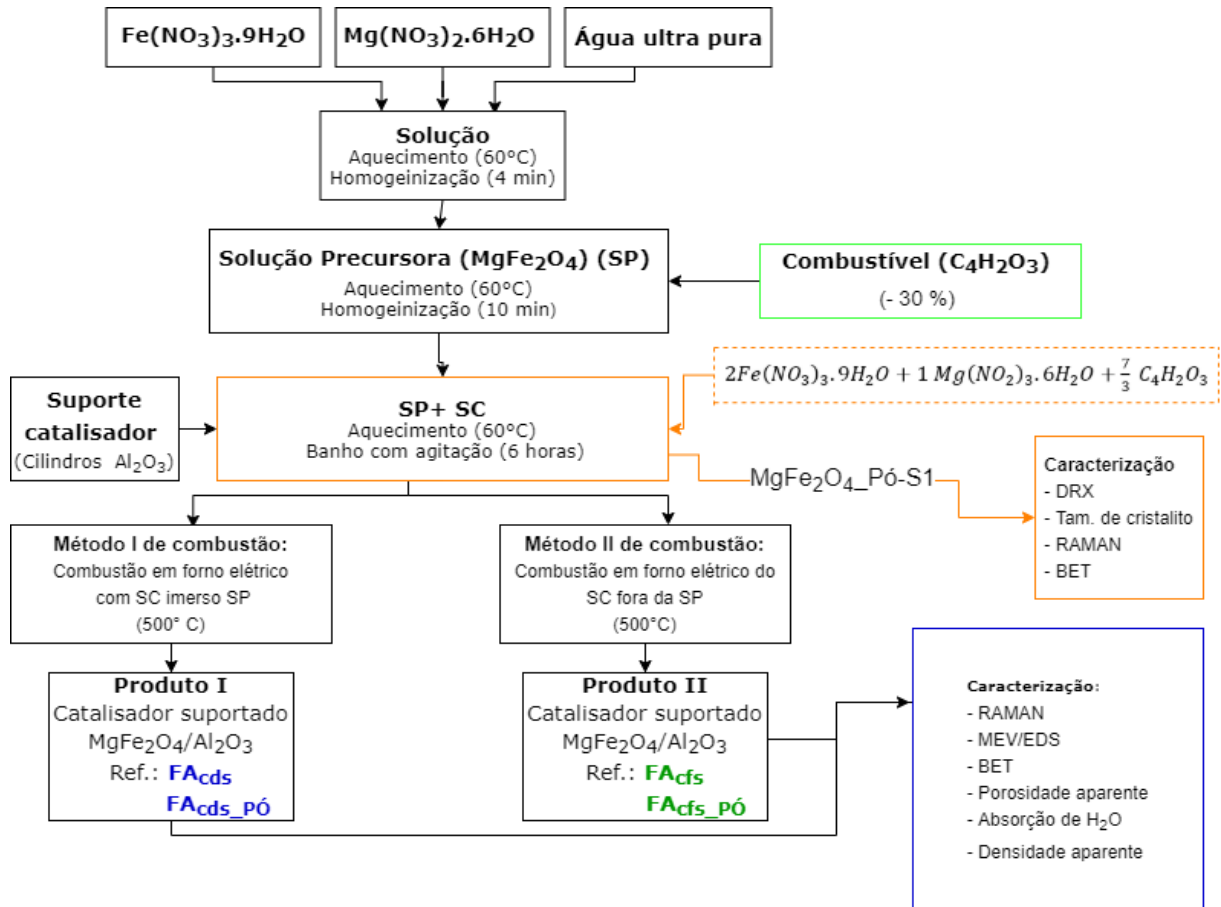 Fe(NO₃)₃.9H₂O
Mg(NO₃)₂.6H₂O
Água ultra pura
Solução
Aquecimento (60°C)
Homogeinização (4 min)
Solução Precursora (MgFe₂O₄) (SP)
Aquecimento (60°C)
Homogeinização (10 min)
Combustível (C₄H₂O₃)
(- 30 %)
2Fe(NO₃)₃.9H₂O + 1 Mg(NO₂)₃.6H₂O + 7/3 C₄H₂O₃
Suporte
catalisador
(Cilindros Al₂O₃)
SP+ SC
Aquecimento (60°C)
Banho com agitação (6 horas)
MgFe₂O₄_Pó-S1
Caracterização
- DRX
- Tam. de cristalito
- RAMAN
- BET
Método I de combustão:
Combustão em forno elétrico
com SC imerso SP
(500° C)
Método II de combustão:
Combustão em forno elétrico do
SC fora da SP
(500°C)
Produto I
Catalisador suportado
MgFe₂O₄/Al₂O₃
Ref.: FAcds
FAcds_PÓ
Produto II
Catalisador suportado
MgFe₂O₄/Al₂O₃
Ref.: FAcfs
FAcfs_PÓ
Caracterização:
- RAMAN
- MEV/EDS
- BET
- Porosidade aparente
- Absorção de H₂O
- Densidade aparente